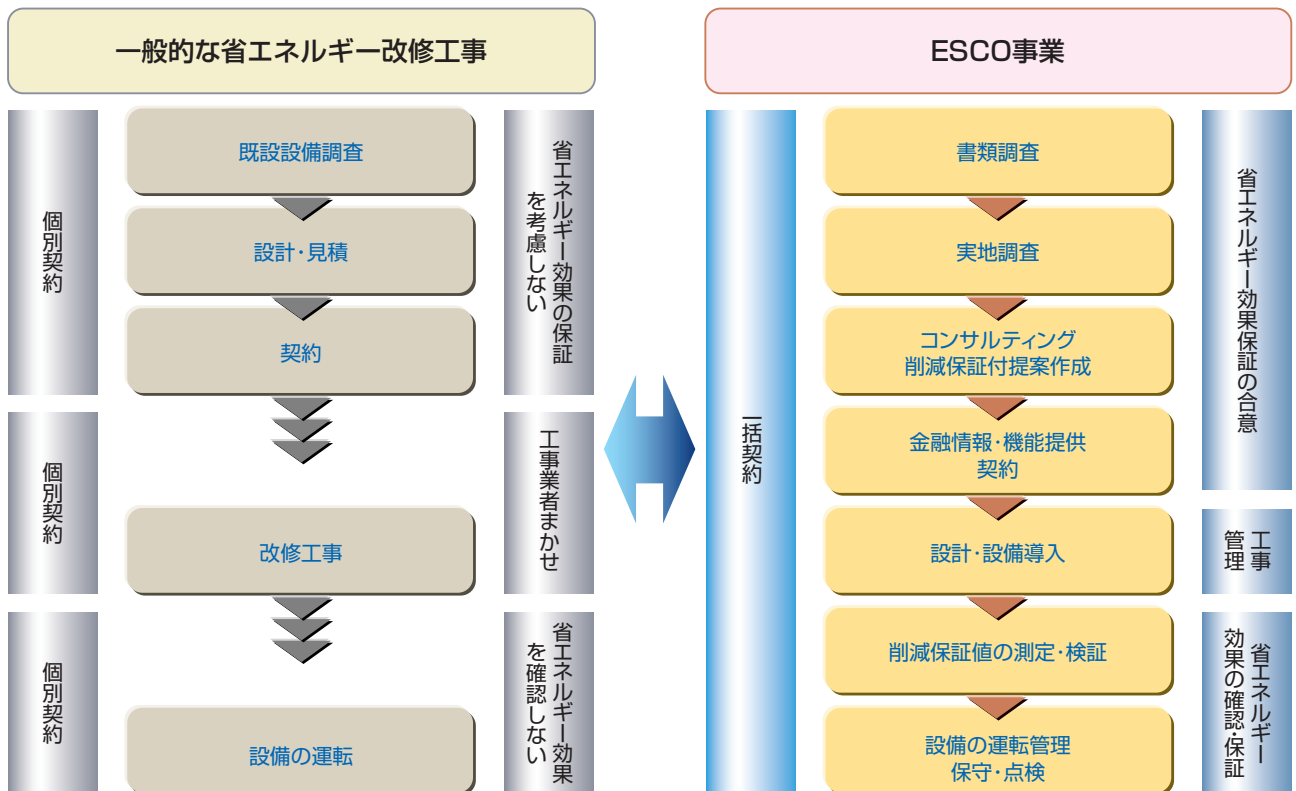 一般的な省エネルギー改修工事
個別契約
既設設備調査
設計・見積
契約
省エネルギー効果の保証
を考慮しない
個別契約
改修工事
工事業者まかせ
個別契約
設備の運転
省エネルギー効果
を確認しない
ESCO事業
一括契約
書類調査
実地調査
コンサルティング
削減保証付提案作成
金融情報・機能提供
契約
省エネルギー効果保証の合意
設計・設備導入
工事
管理
削減保証値の測定・検証
設備の運転管理
保守・点検
省エネルギー
効果の確認・保証